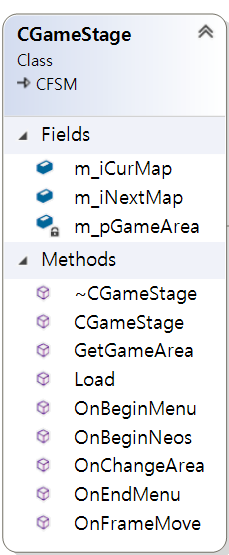 CGameStage
Class
CFSM
Fields
m_iCurMap
m_iNextMap
m_pGameArea
Methods
~CGameStage
CGameStage
GetGameArea
Load
OnBeginMenu
OnBeginNeos
OnChangeArea
OnEndMenu
OnFrameMove